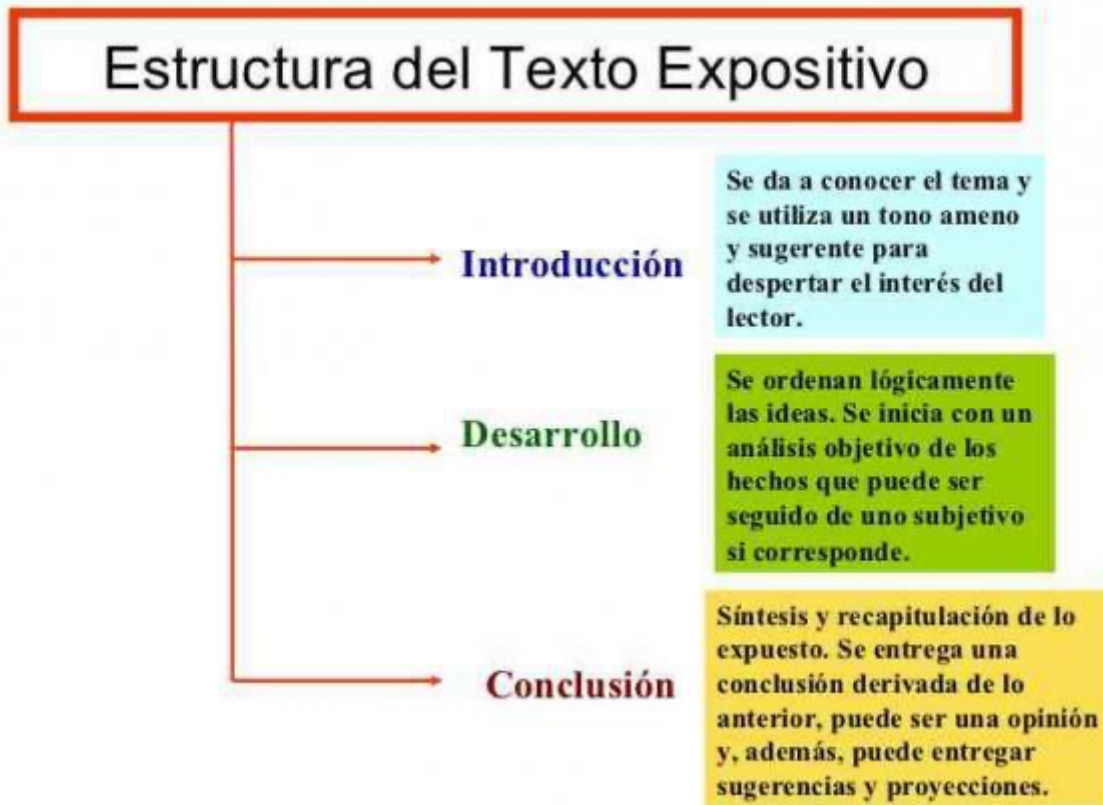 Estructura del Texto Expositivo
Introducción
Se da a conocer el tema y
se utiliza un tono ameno
y sugerente para
despertar el interés del
lector.
Desarrollo
Se ordenan lógicamente
las ideas. Se inicia con un
análisis objetivo de los
hechos que puede ser
seguido de uno subjetivo
si corresponde.
Conclusión
Síntesis y recapitulación de lo
expuesto. Se entrega una
conclusión derivada de lo
anterior, puede ser una opinión
y, además, puede entregar
sugerencias y proyecciones.